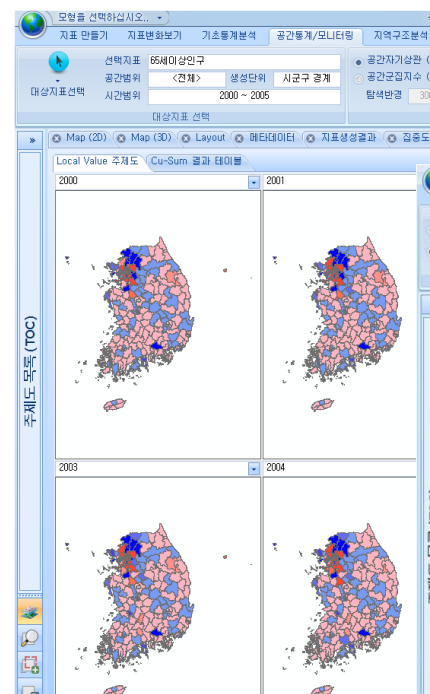 모형을 선택하십시오..
지표 만들기 지표변화보기 기초통계분석 공간통계/모니터링 지역구조분석
선택지표 65세이상인구
공간범위 <전체> 생성단위 시군구 경계
시간범위 2000 ~ 2005
대상지표선택
대상지표 선택
공간자기상관 (
공간군집지수 (
탐색반경 300
Map (2D) Map (3D) Layout 메타데이터 지표생성결과 집중도
Local Value 주제도 Cu-Sum 결과 테이블
2000 2001
2003 2004
주제도 목록 (TOC)